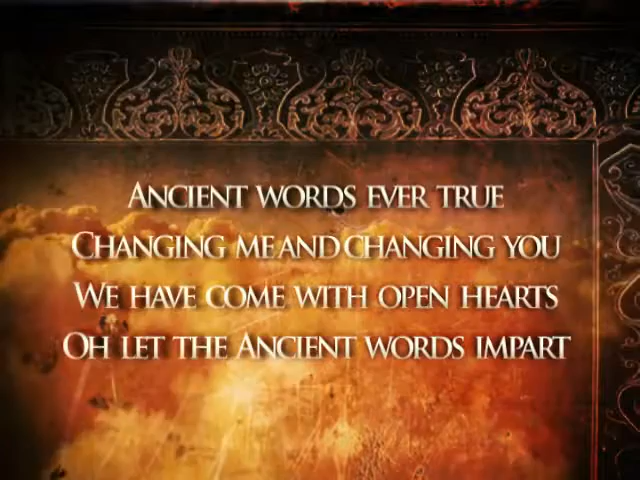 Ancient words ever true
Changing me and changing you
We have come with open hearts
Oh let the Ancient words impart